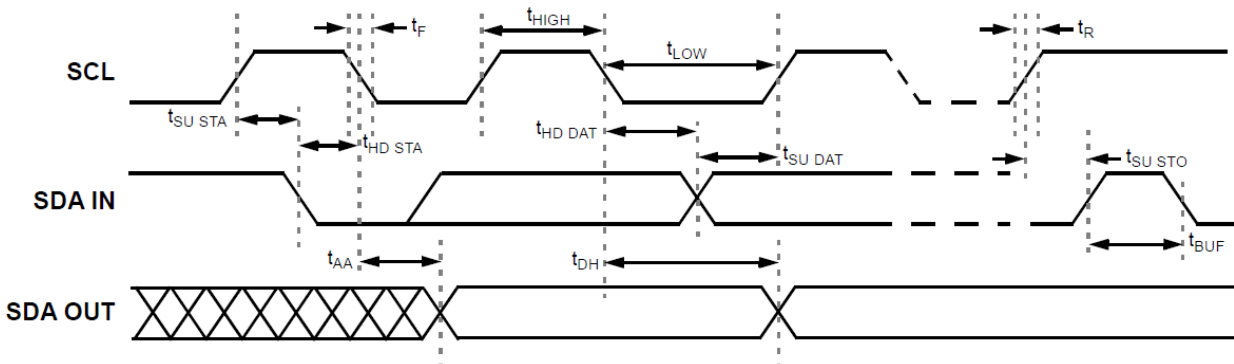 tF
tHIGH
tR
tLOW
SCL
tSU STA
tHD STA
tHD DAT
tSU DAT
tSU STO
SDA IN
tAA
tDH
tBUF
SDA OUT